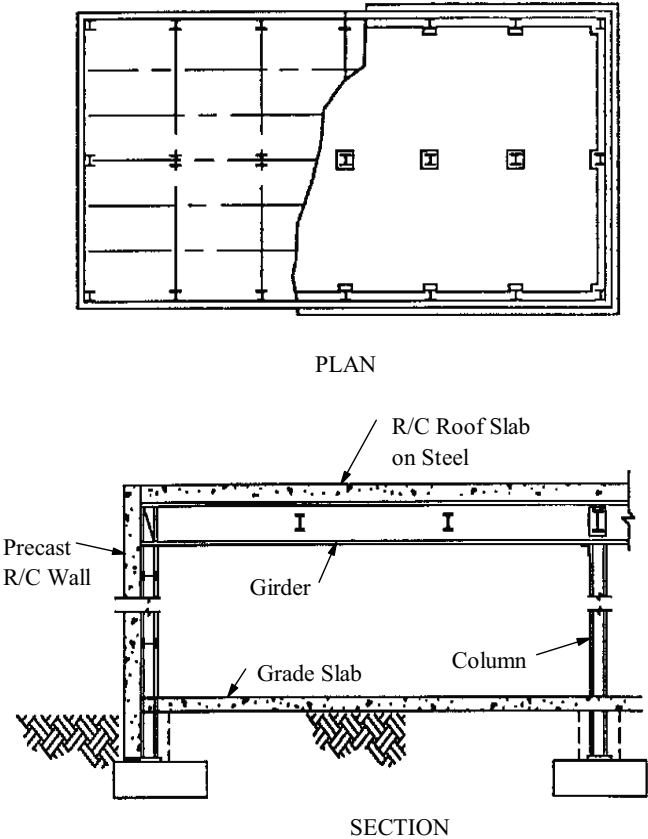 PLAN
R/C Roof Slab
on Steel
Precast
R/C Wall
Girder
Column
Grade Slab
SECTION